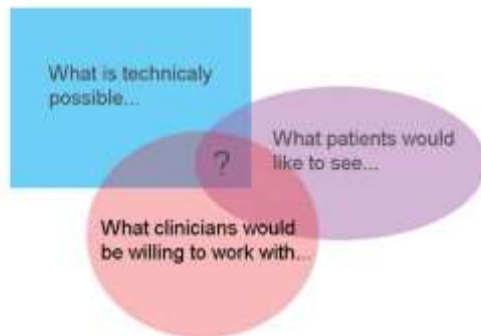 What is technicaly
possible...
?
What patients would
like to see...
What clinicians would
be willing to work with...